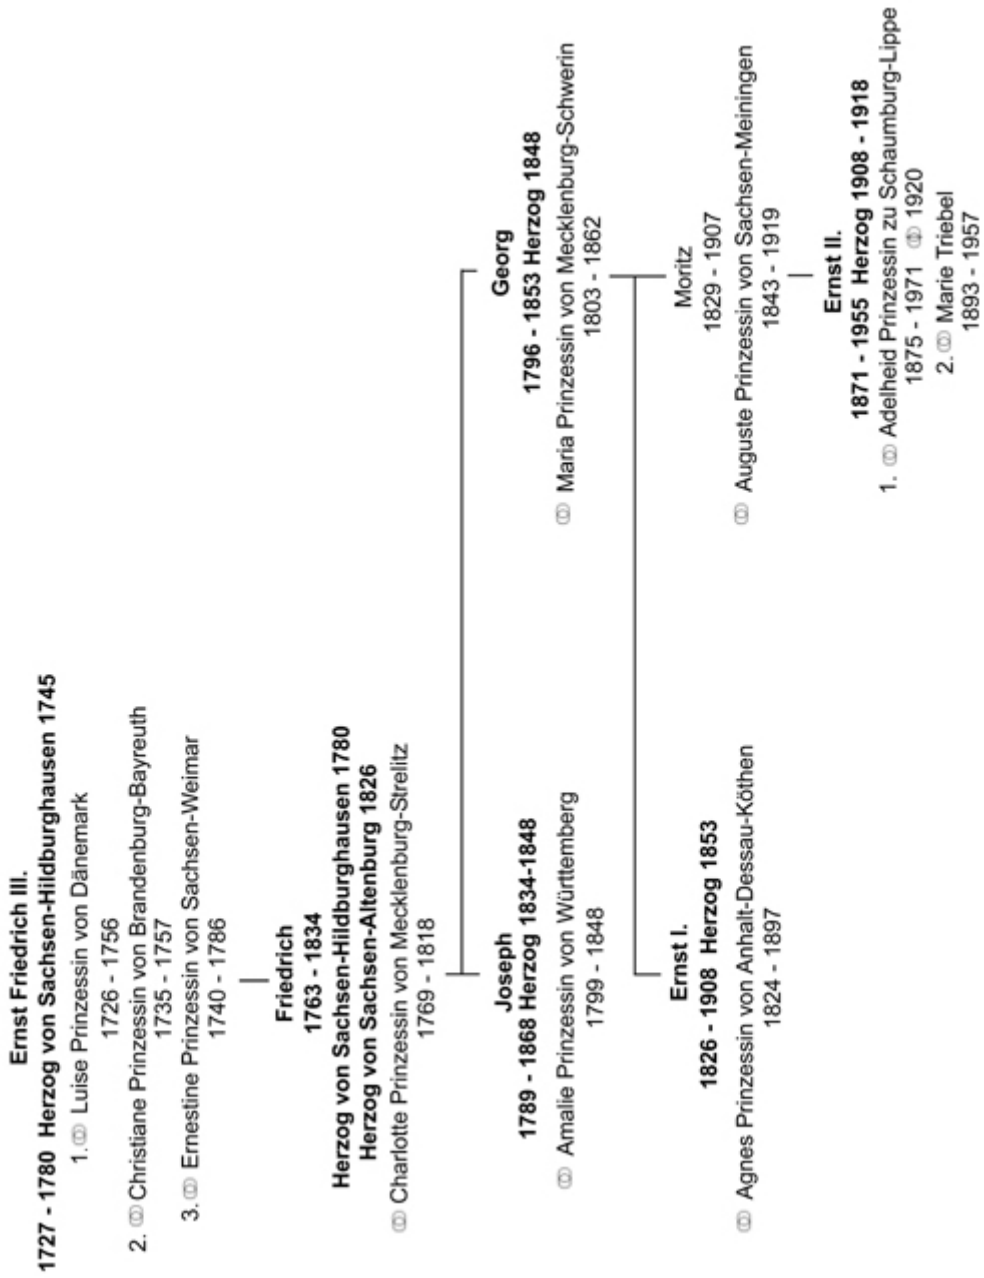 Ernst Friedrich III.
1727 - 1780 Herzog von Sachsen-Hildburghausen 1745
1. ⚭ Luise Prinzessin von Dänemark
1726 - 1756
2. ⚭ Christiane Prinzessin von Brandenburg-Bayreuth
1735 - 1757
3. ⚭ Ernestine Prinzessin von Sachsen-Weimar
1740 - 1786
Friedrich
1763 - 1834
Herzog von Sachsen-Hildburghausen 1780
Herzog von Sachsen-Altenburg 1826
⚭ Charlotte Prinzessin von Mecklenburg-Strelitz
1769 - 1818
Joseph
1789 - 1868 Herzog 1834-1848
⚭ Amalie Prinzessin von Württemberg
1799 - 1848
Georg
1796 - 1853 Herzog 1848
⚭ Maria Prinzessin von Mecklenburg-Schwerin
1803 - 1862
Ernst I.
1826 - 1908 Herzog 1853
⚭ Agnes Prinzessin von Anhalt-Dessau-Köthen
1824 - 1897
Moritz
1829 - 1907
⚭ Auguste Prinzessin von Sachsen-Meiningen
1843 - 1919
Ernst II.
1871 - 1955 Herzog 1908 - 1918
1. ⚭ Adelheid Prinzessin zu Schaumburg-Lippe
1875 - 1971 ⚮ 1920
2. ⚭ Marie Triebel
1893 - 1957